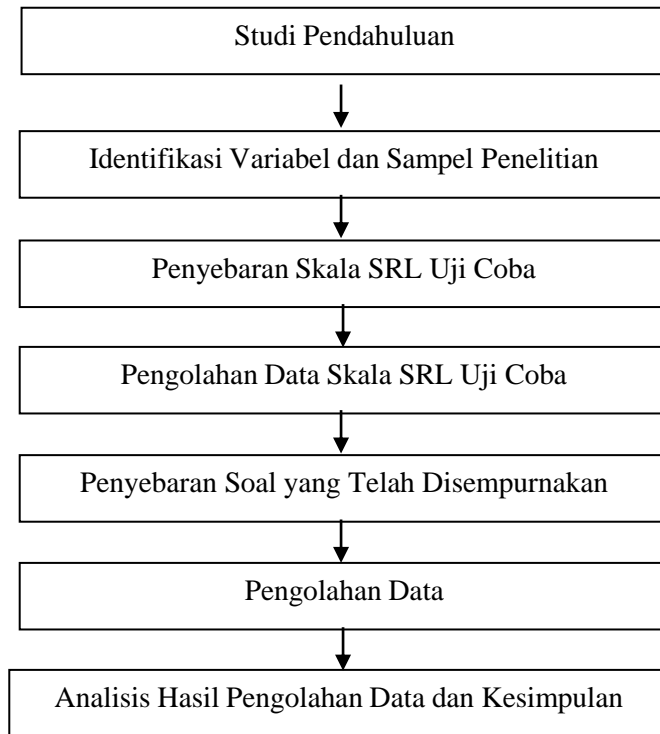 Studi Pendahuluan
Identifikasi Variabel dan Sampel Penelitian
Penyebaran Skala SRL Uji Coba
Pengolahan Data Skala SRL Uji Coba
Penyebaran Soal yang Telah Disempurnakan
Pengolahan Data
Analisis Hasil Pengolahan Data dan Kesimpulan